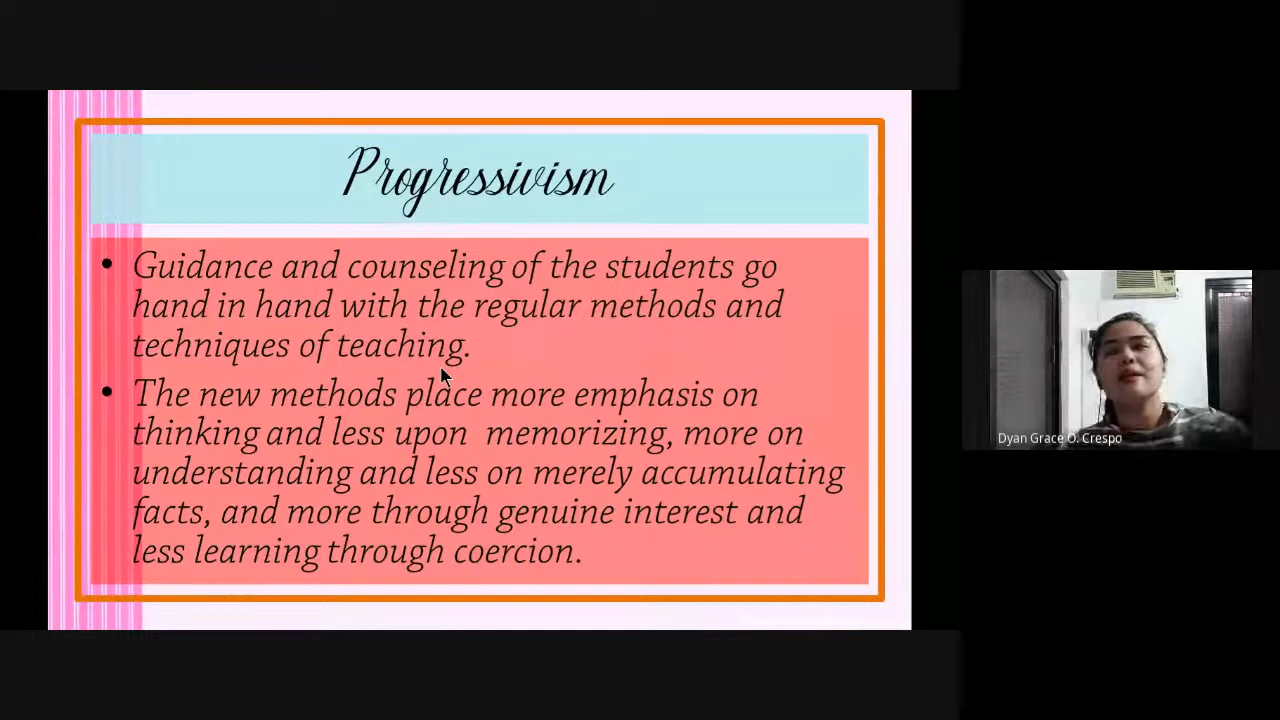 Progressivism
• Guidance and counseling of the students go
hand in hand with the regular methods and
techniques of teaching.
• The new methods place more emphasis on
thinking and less upon memorizing, more on
understanding and less on merely accumulating
facts, and more through genuine interest and
less learning through coercion.
Dyan Grace O. Crespo